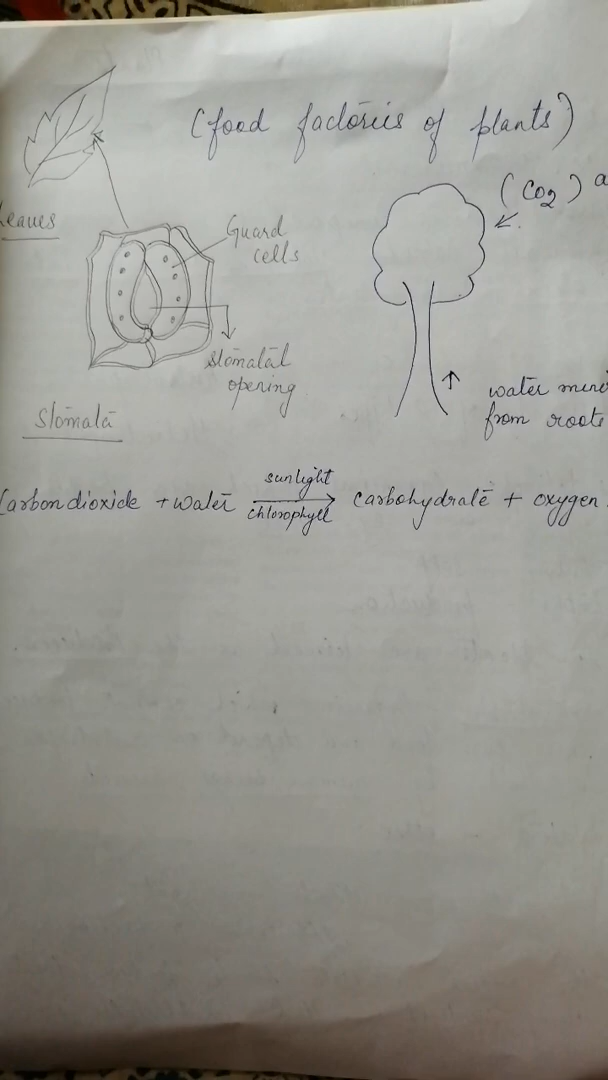 (food factories of plants)
(CO2)
Leaves
Guard
cells
stomatal
opening
water
from roots
Stomata
Carbondioxide + water sunlight chlorophyll carbohydrate + oxygen.